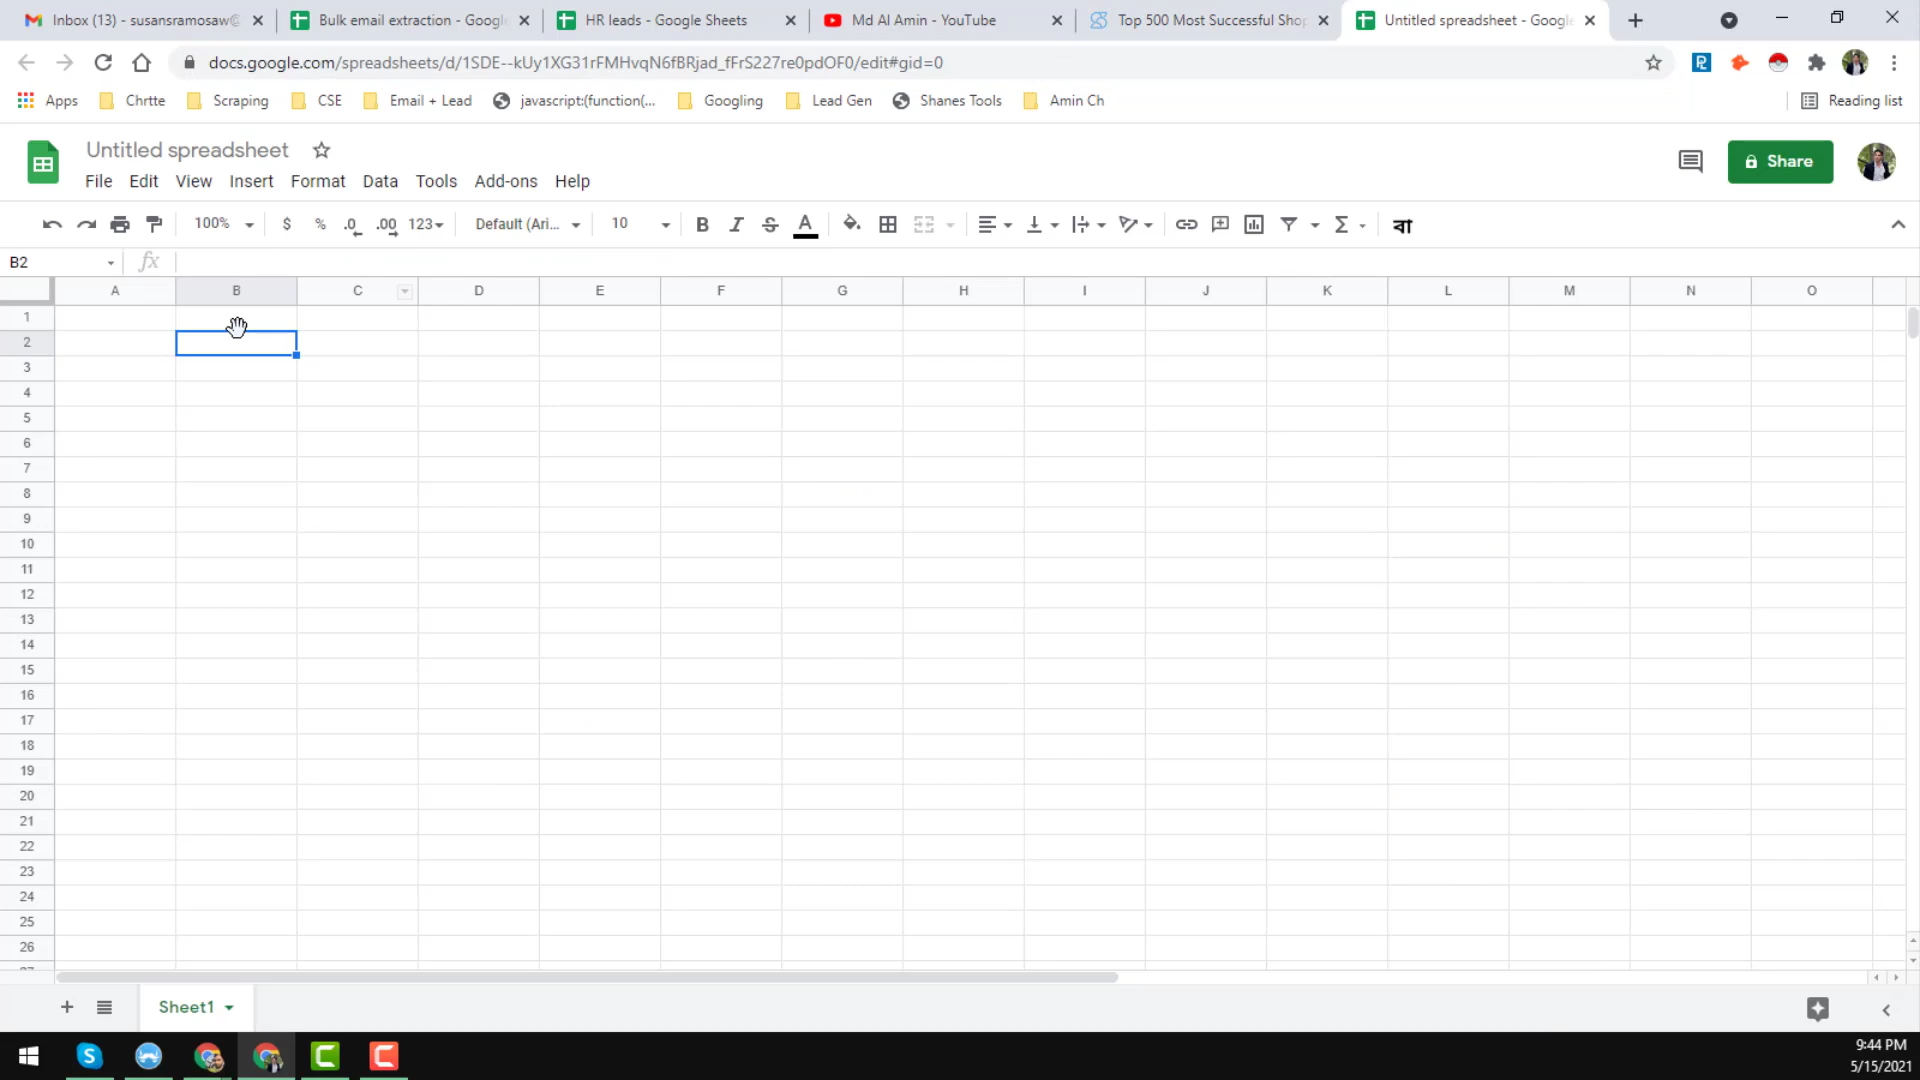 Inbox (13) - susansramosaw@
Bulk email extraction - Google
HR leads - Google Sheets
Md Al Amin - YouTube
Top 500 Most Successful Shop
Untitled spreadsheet - Google
docs.google.com/spreadsheets/d/1SDE--kUy1XG31rFMHvqN6fBRjad_fFrS227re0pdOF0/edit#gid=0
Apps
Chrtte
Scraping
CSE
Email + Lead
javascript:(function(...
Googling
Lead Gen
Shanes Tools
Amin Ch
Reading list
Untitled spreadsheet
Share
File Edit View Insert Format Data Tools Add-ons Help
100% $ % .0 .00 123 Default (Ari... 10 B I S A Σ বা
B2 fx
A B C D E F G H I J K L M N O
1
2
3
4
5
6
7
8
9
10
11
12
13
14
15
16
17
18
19
20
21
22
23
24
25
26
Sheet1
9:44 PM
5/15/2021